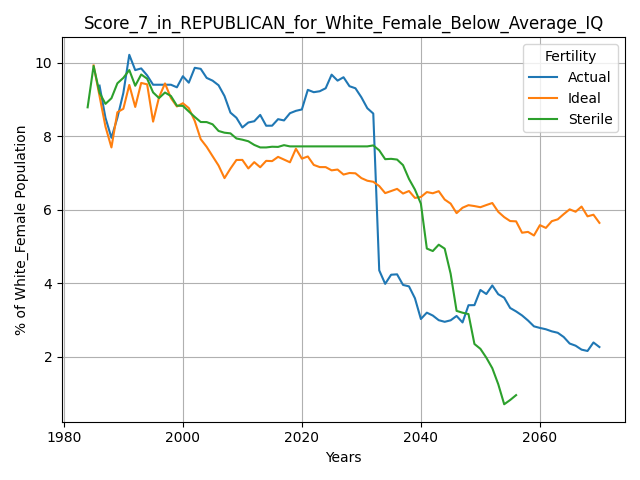 Score_7_in_REPUBLICAN_for_White_Female_Below_Average_IQ
Fertility
Actual
Ideal
Sterile
% of White_Female Population
10
8
6
4
2
1980
2000
2020
2040
2060
Years